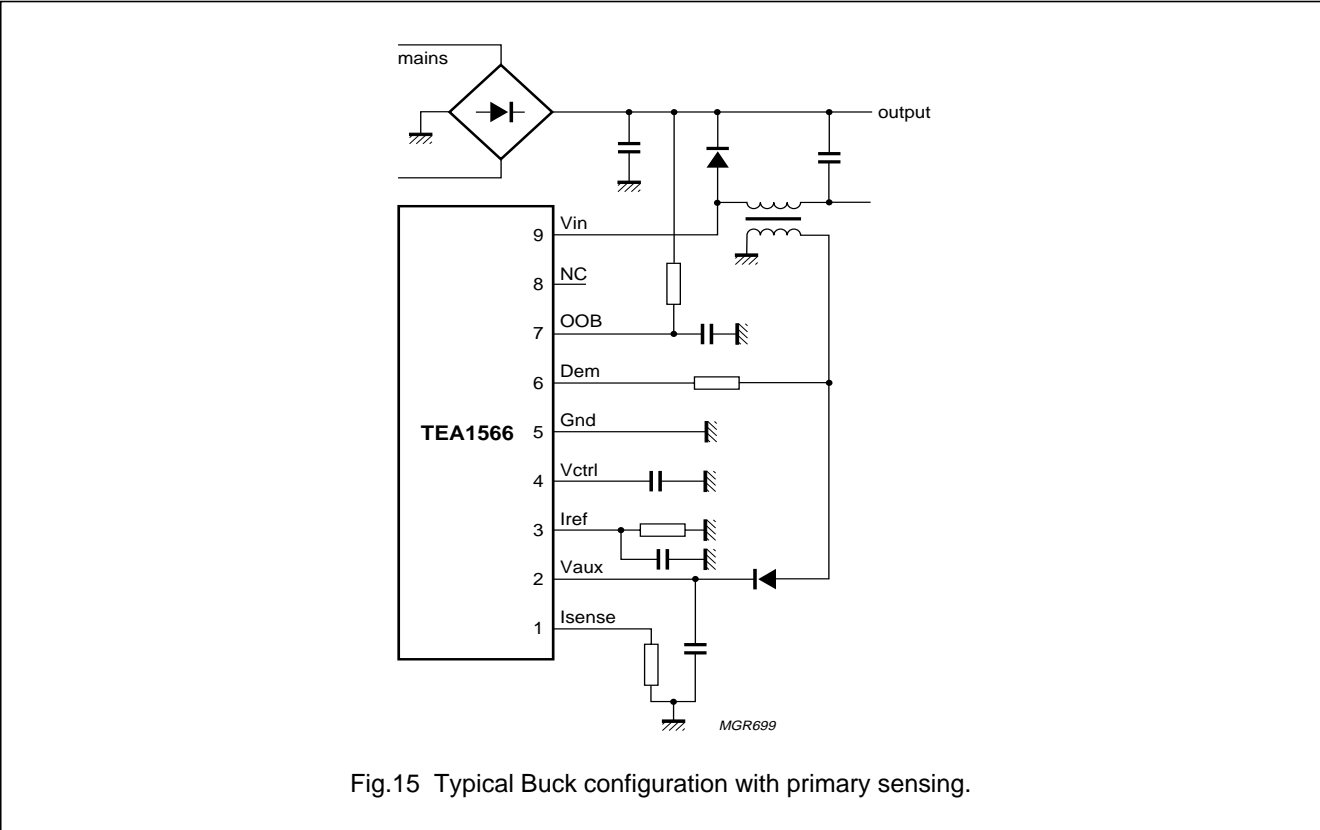 mains
output
9 Vin
8 NC
7 OOB
6 Dem
TEA1566 5 Gnd
4 Vctrl
3 Iref
2 Vaux
1 Isense
MGR699
Fig.15 Typical Buck configuration with primary sensing.